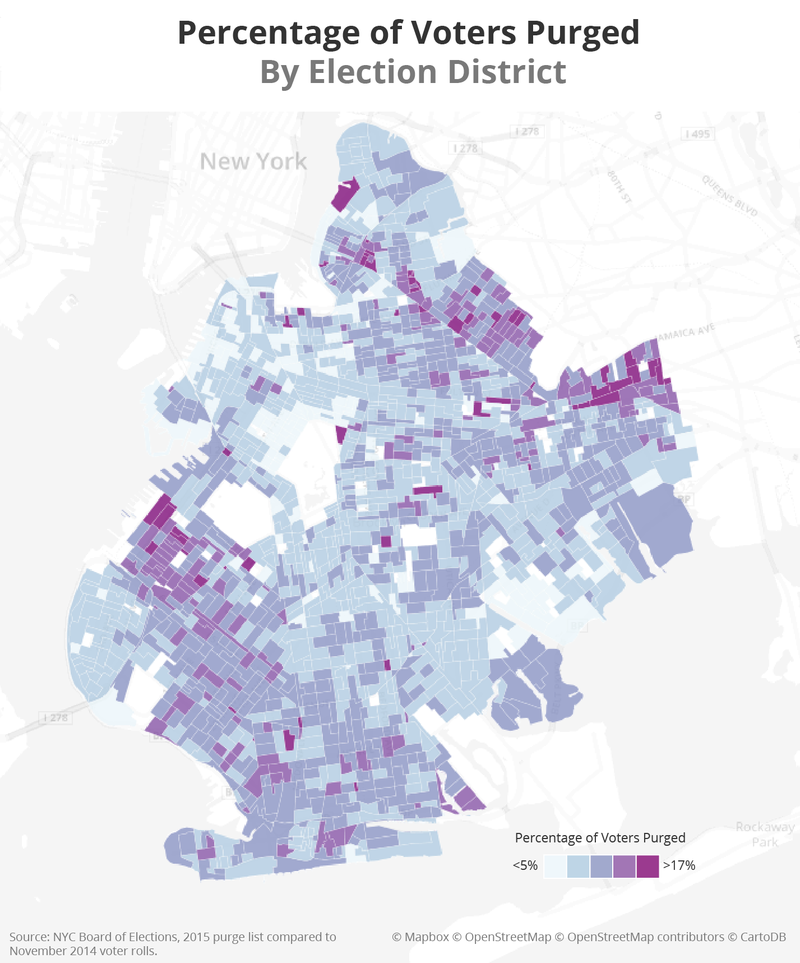 Percentage of Voters Purged
By Election District
I 278
I 495
I 278
New York
80TH ST
QUEENS BLVD
JAMAICA AVE
I 278
Percentage of Voters Purged
<5%
>17%
Rockaway
Park
Source: NYC Board of Elections, 2015 purge list compared to
November 2014 voter rolls.
© Mapbox © OpenStreetMap © OpenStreetMap contributors © CartoDB